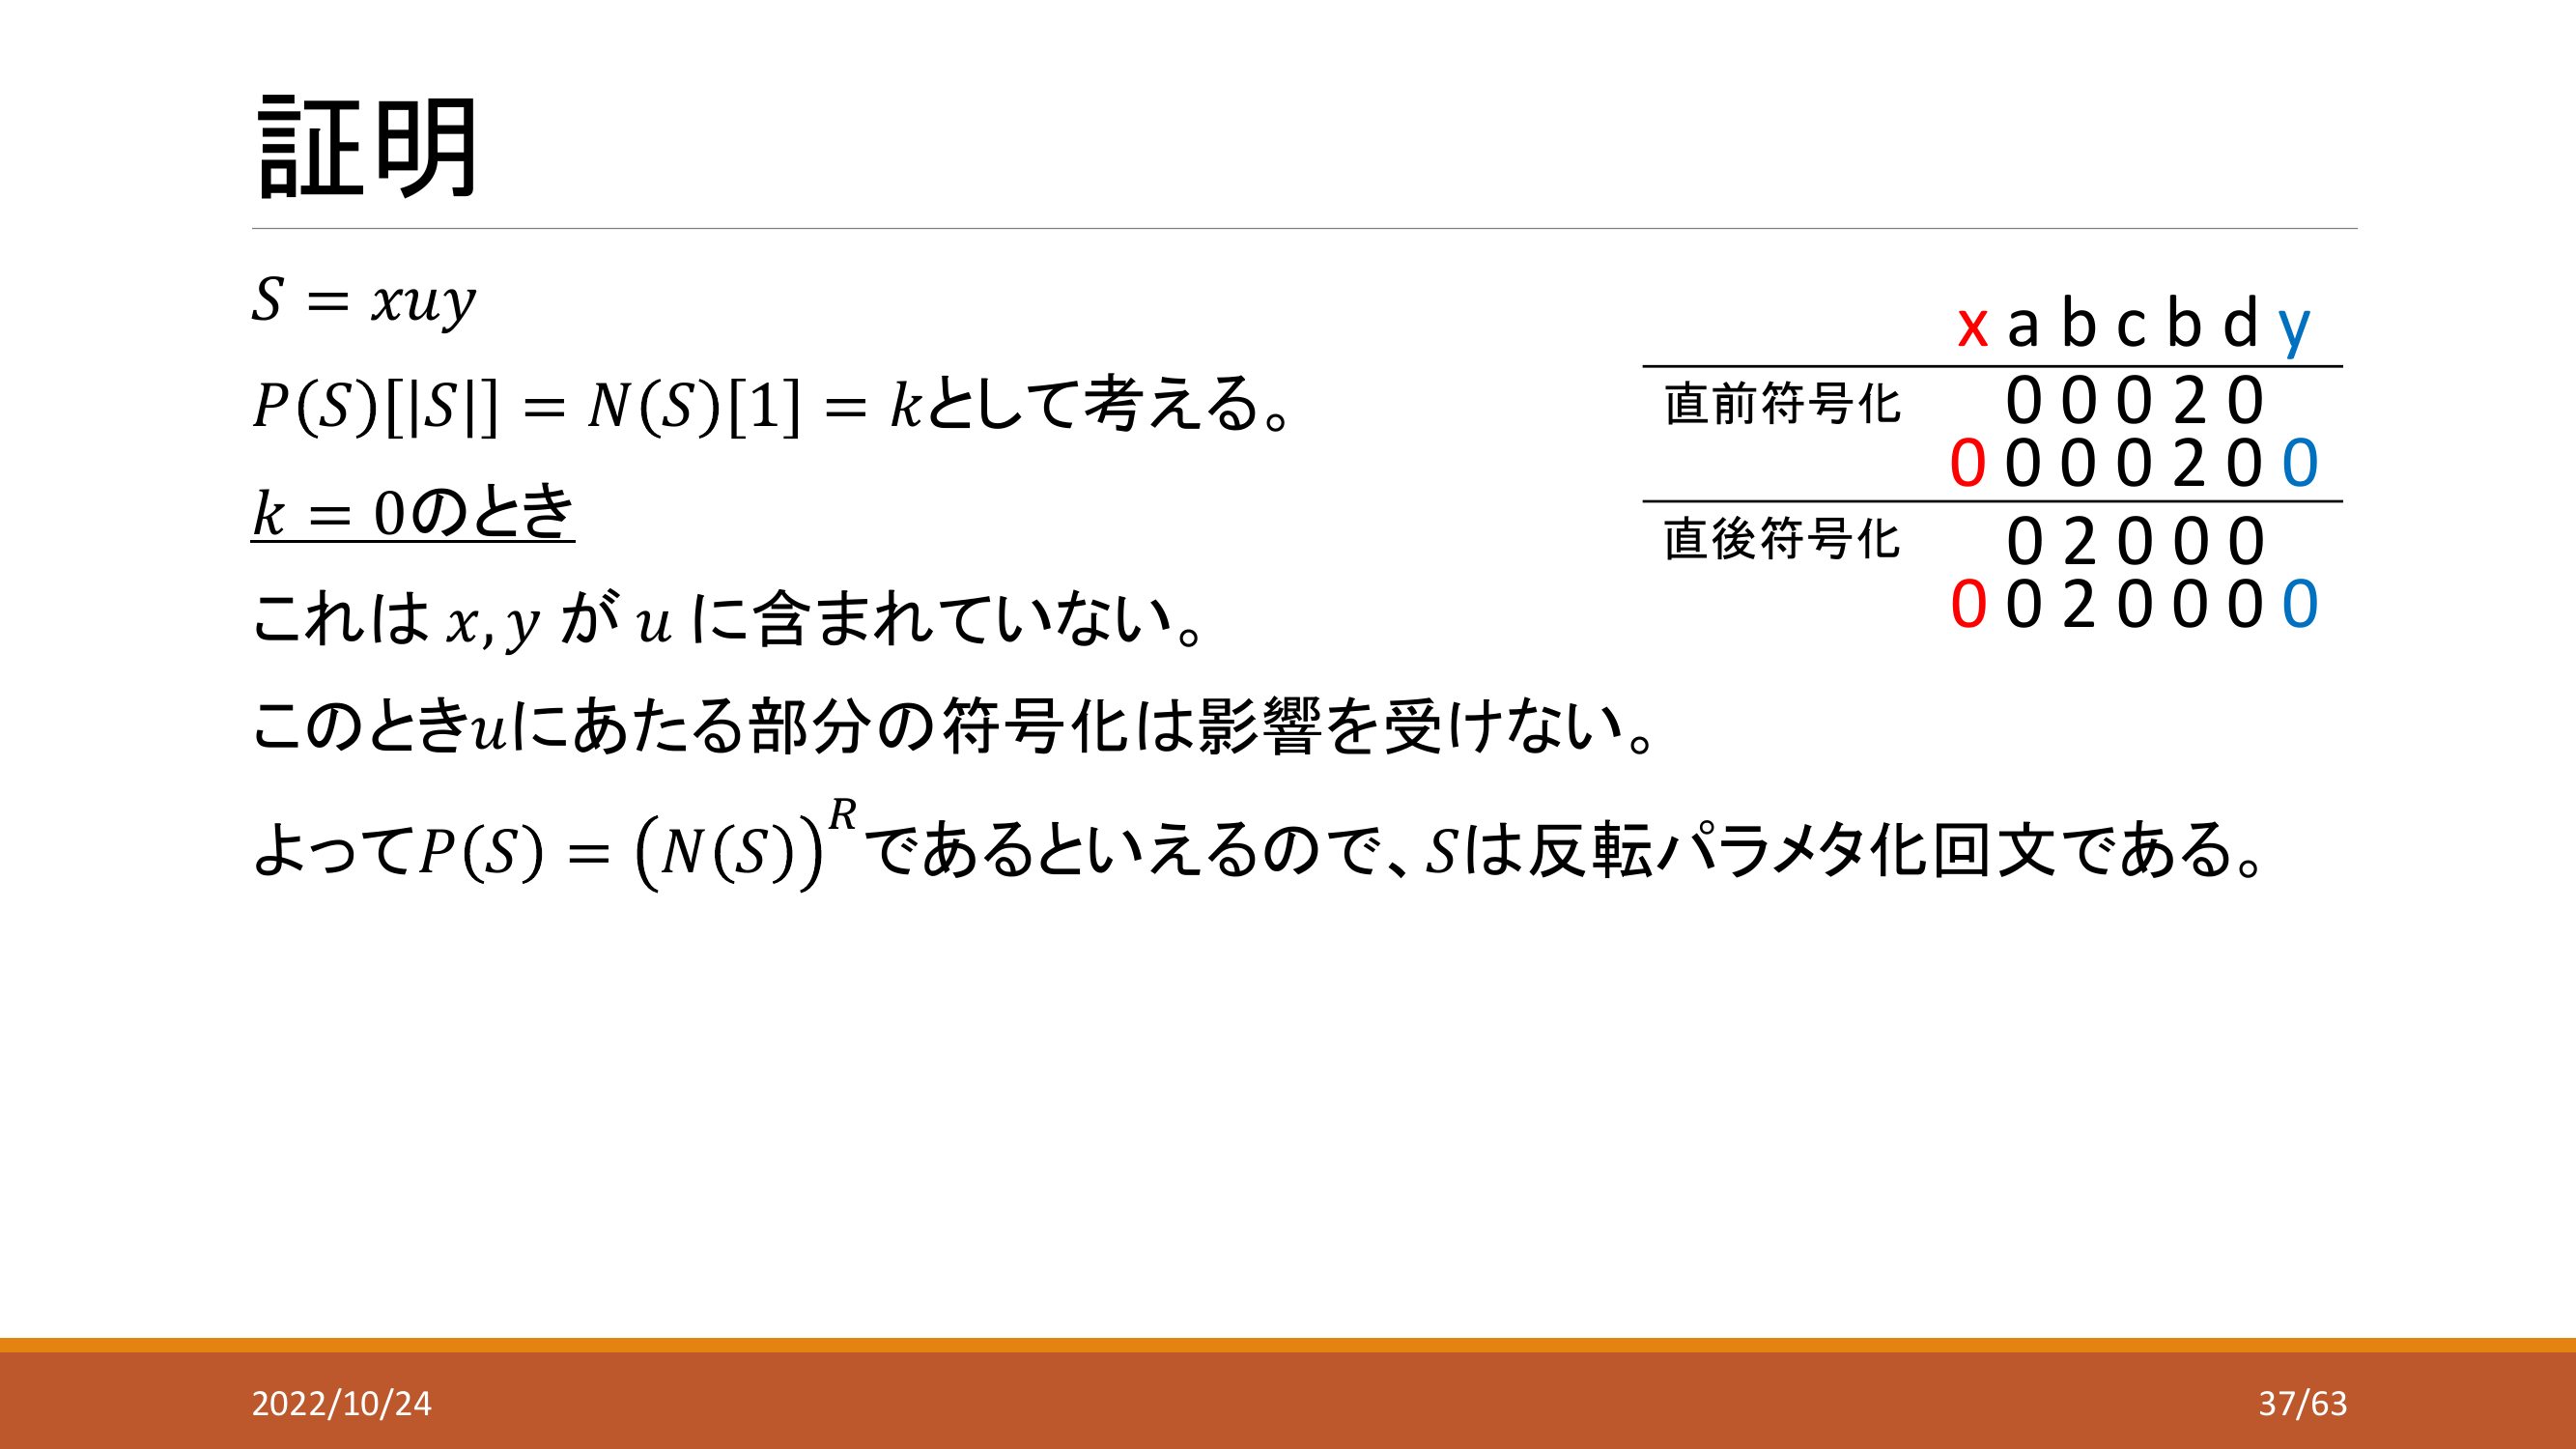 証明
S = xuy
P(S)[|S|] = N(S)[1] = kとして考える。
k = 0のとき
これは x, y が u に含まれていない。
このときuにあたる部分の符号化は影響を受けない。
よってP(S) = (N(S))^Rであるといえるので、Sは反転パラメタ化回文である。
x a b c b d y
直前符号化 0 0 0 2 0
0 0 0 0 2 0 0
直後符号化 0 2 0 0 0
0 0 2 0 0 0 0
2022/10/24
37/63